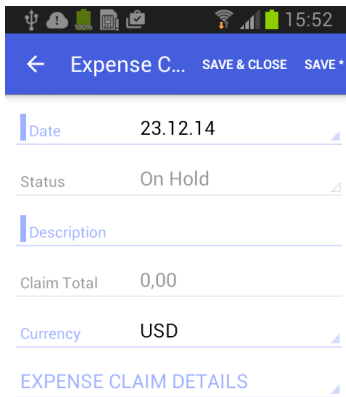 15:52
Expense C... SAVE & CLOSE SAVE *
Date 23.12.14
Status On Hold
Description
Claim Total 0,00
Currency USD
EXPENSE CLAIM DETAILS